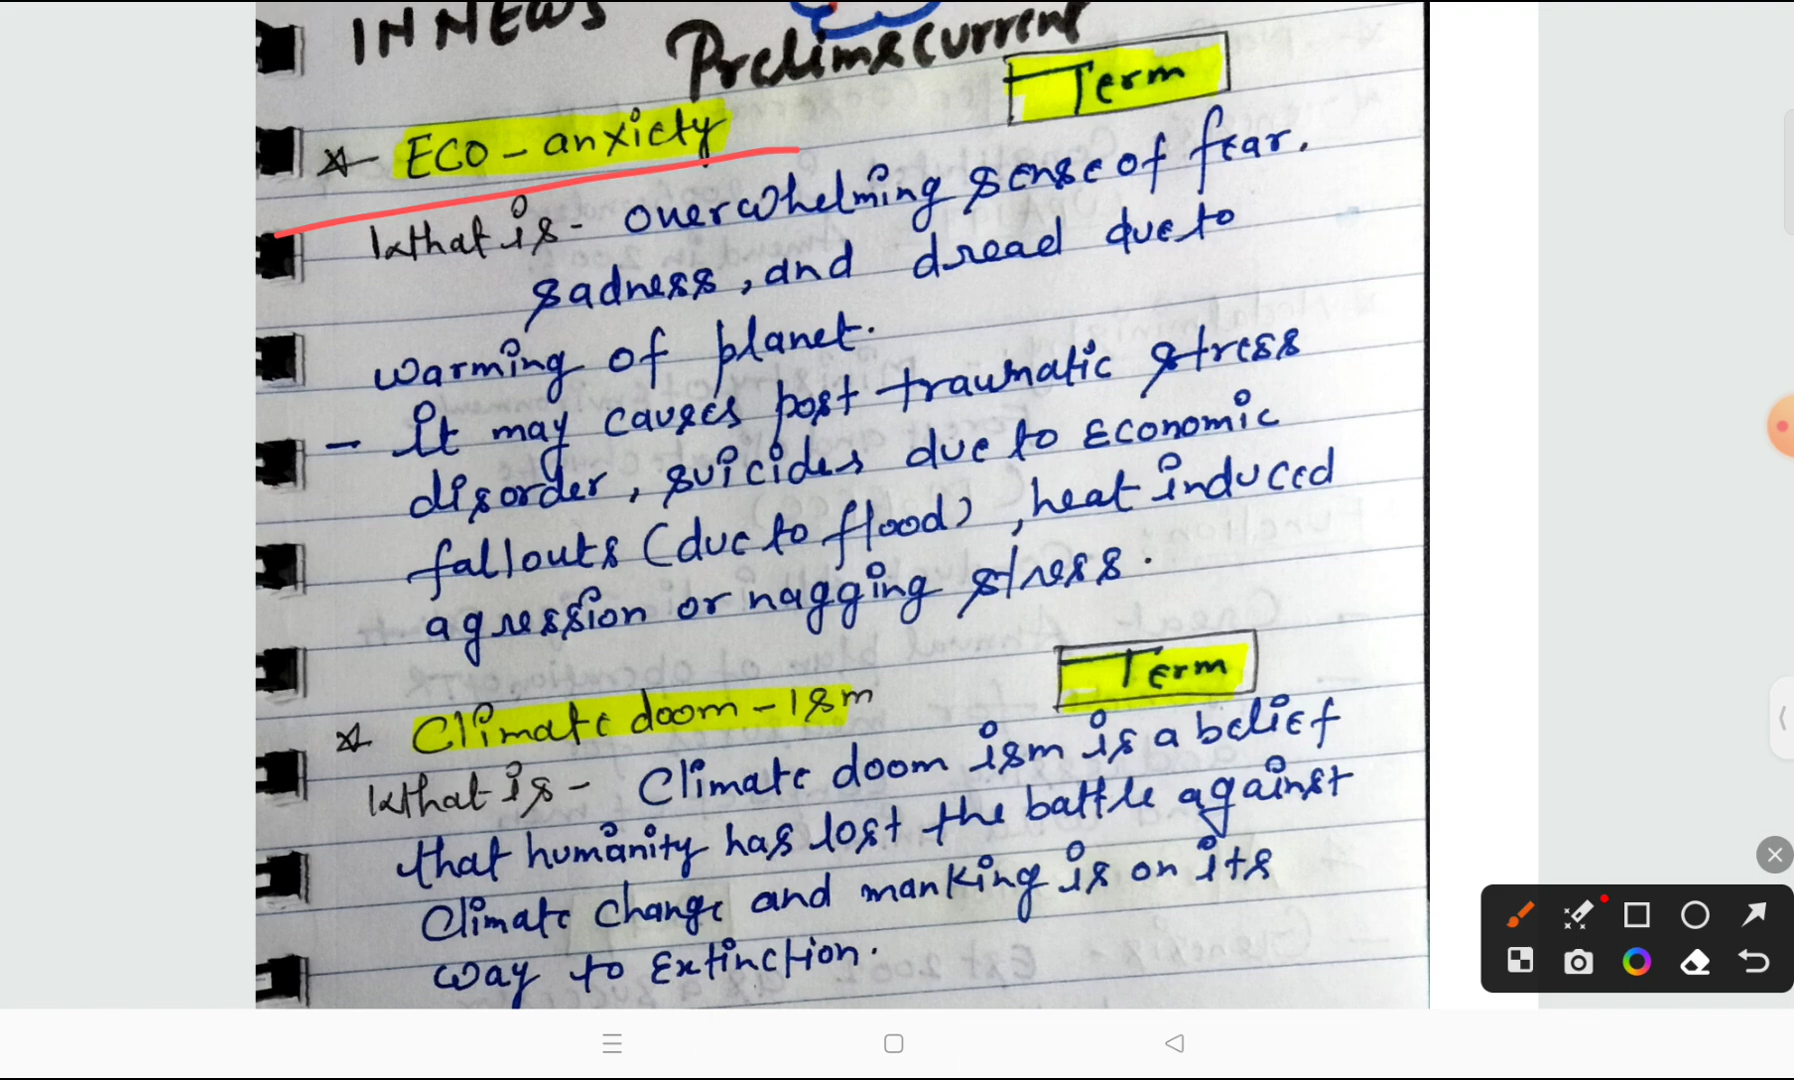 IN NEWS
Prelims current
Term
ECO-anxiety
What is - overwhelming sense of fear.
sadness, and dread due to
warming of planet.
- it may causes post traumatic stress
disorder, suicides due to Economic
fallouts (due to flood), heat induced
agression or nagging stress.
Term
Climate doom-ism
What is - Climate doom ism is a belief
that humanity has lost the battle against
Climate change and manking is on its
way to Extinction.